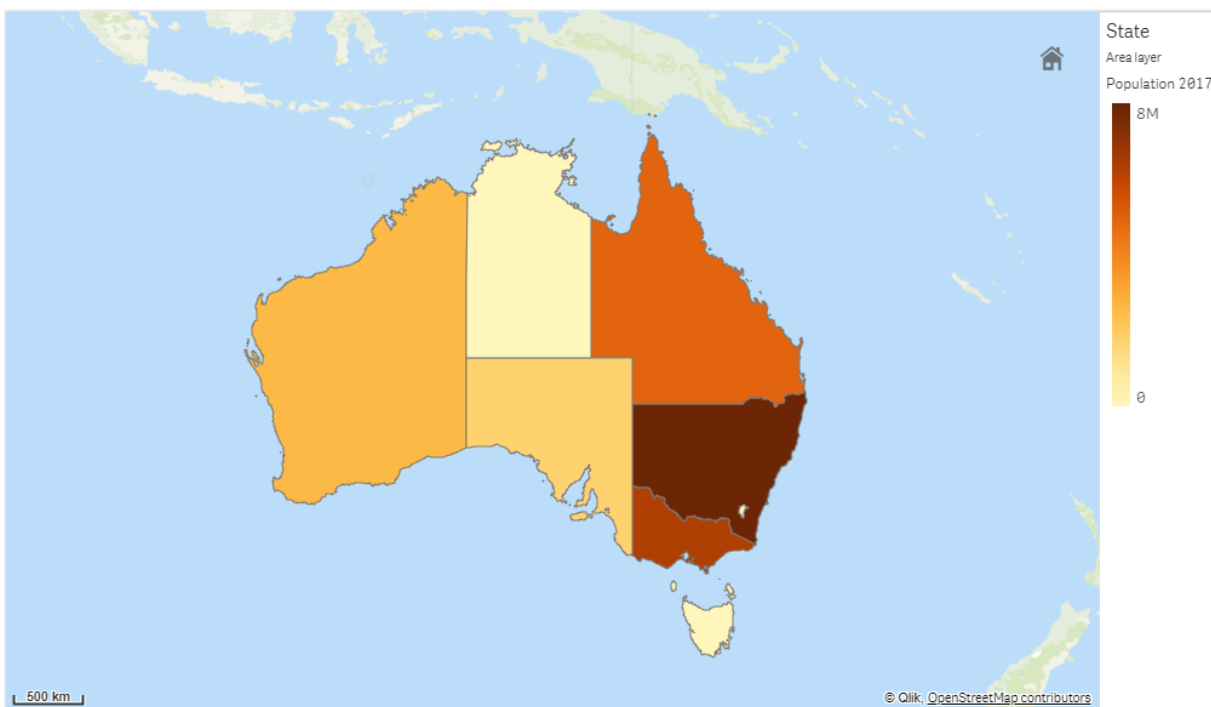 State
Area layer
Population 2017
8M
0
500 km
© Qlik, OpenStreetMap contributors